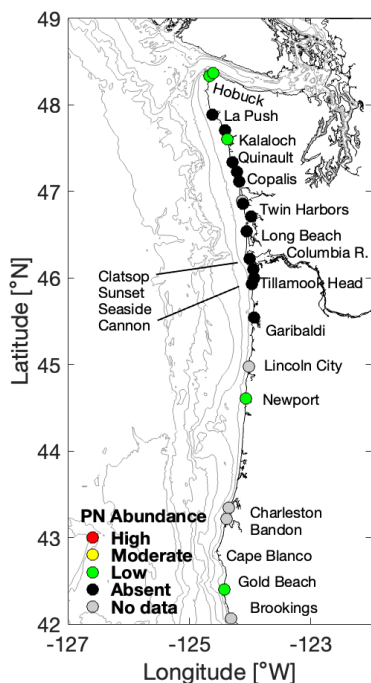 49
48
47
46
45
44
43
42
Latitude [°N]
Hobuck
La Push
Kalaloch
Quinault
Copalis
Twin Harbors
Long Beach
Columbia R.
Clatsop
Sunset
Seaside
Cannon
Tillamook Head
Garibaldi
Lincoln City
Newport
Charleston
Bandon
Cape Blanco
Gold Beach
Brookings
PN Abundance
High
Moderate
Low
Absent
No data
-127
-125
-123
Longitude [°W]